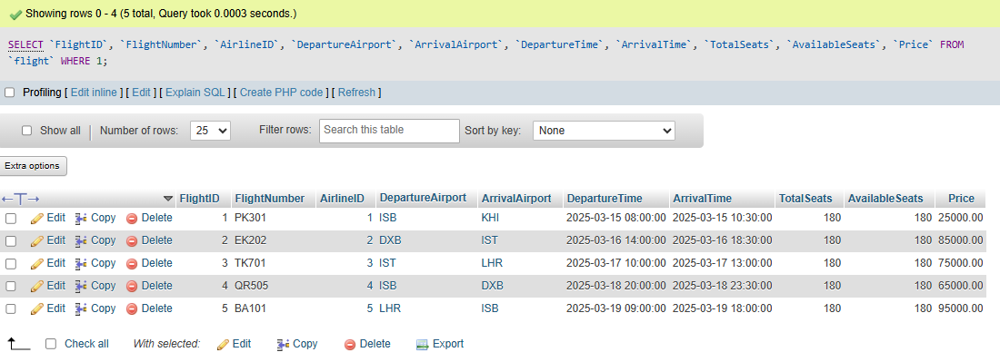 Showing rows 0 - 4 (5 total, Query took 0.0003 seconds.)
SELECT `FlightID`, `FlightNumber`, `AirlineID`, `DepartureAirport`, `ArrivalAirport`, `DepartureTime`, `ArrivalTime`, `TotalSeats`, `AvailableSeats`, `Price` FROM
`flight` WHERE 1;
Profiling [ Edit inline ] [ Edit ] [ Explain SQL ] [ Create PHP code ] [ Refresh ]
Show all Number of rows: 25 Filter rows: Search this table Sort by key: None
Extra options
FlightID FlightNumber AirlineID DepartureAirport ArrivalAirport DepartureTime ArrivalTime TotalSeats AvailableSeats Price
Edit Copy Delete 1 PK301 1 ISB KHI 2025-03-15 08:00:00 2025-03-15 10:30:00 180 180 25000.00
Edit Copy Delete 2 EK202 2 DXB IST 2025-03-16 14:00:00 2025-03-16 18:30:00 180 180 85000.00
Edit Copy Delete 3 TK701 3 IST LHR 2025-03-17 10:00:00 2025-03-17 13:00:00 180 180 75000.00
Edit Copy Delete 4 QR505 4 ISB DXB 2025-03-18 20:00:00 2025-03-18 23:30:00 180 180 65000.00
Edit Copy Delete 5 BA101 5 LHR ISB 2025-03-19 09:00:00 2025-03-19 18:00:00 180 180 95000.00
Check all With selected: Edit Copy Delete Export